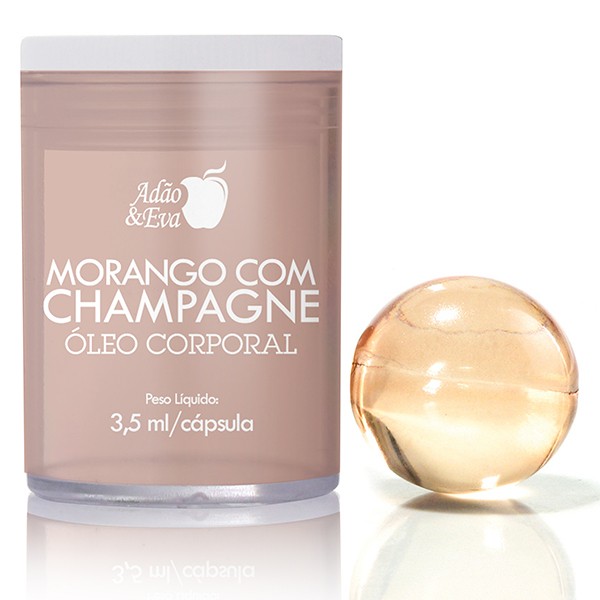 Adão
&Eva
MORANGO COM
CHAMPAGNE
ÓLEO CORPORAL
Peso Líquido:
3,5 ml/cápsula